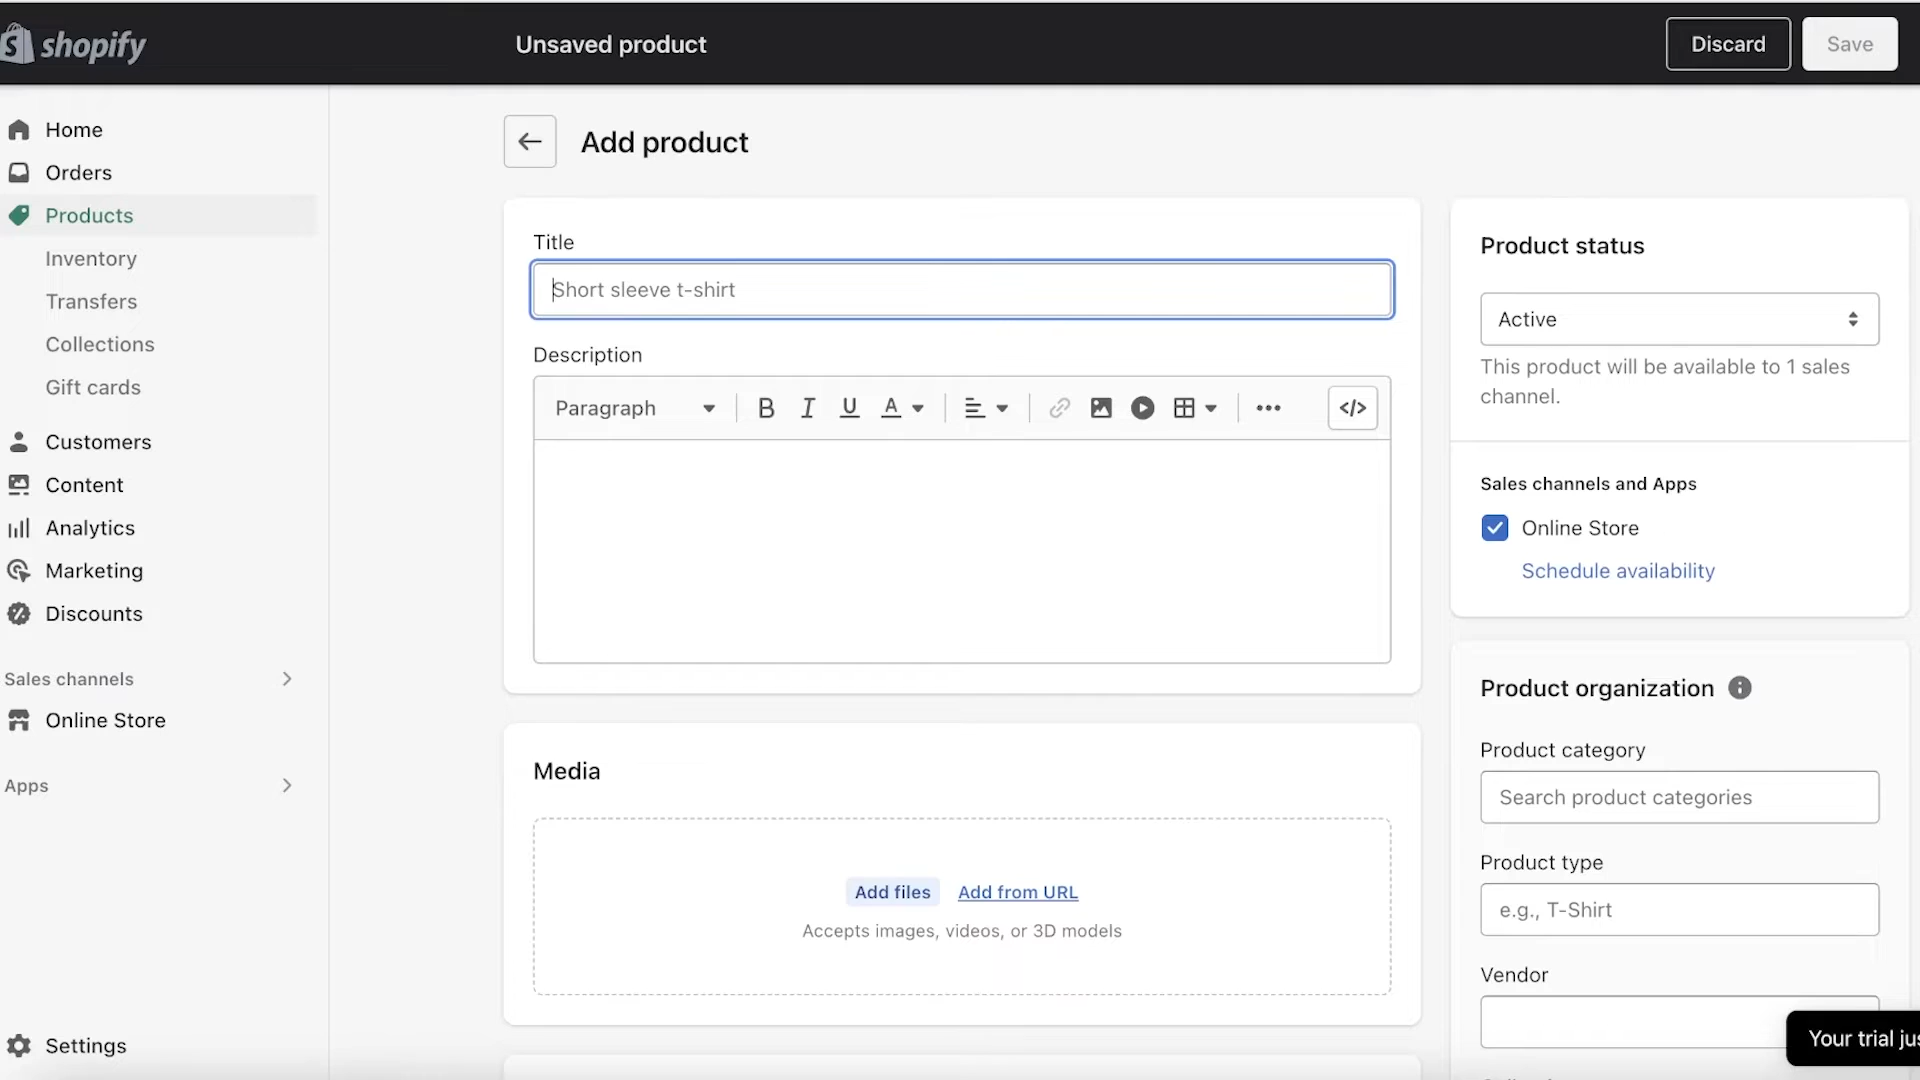 shopify
Unsaved product
Discard
Save
Home
Orders
Products
Inventory
Transfers
Collections
Gift cards
Customers
Content
Analytics
Marketing
Discounts
Sales channels
Online Store
Apps
Settings
Add product
Title
Short sleeve t-shirt
Description
Paragraph
B I U A
</>
Media
Add files Add from URL
Accepts images, videos, or 3D models
Product status
Active
This product will be available to 1 sales
channel.
Sales channels and Apps
Online Store
Schedule availability
Product organization
Product category
Search product categories
Product type
e.g., T-Shirt
Vendor
Your trial jus